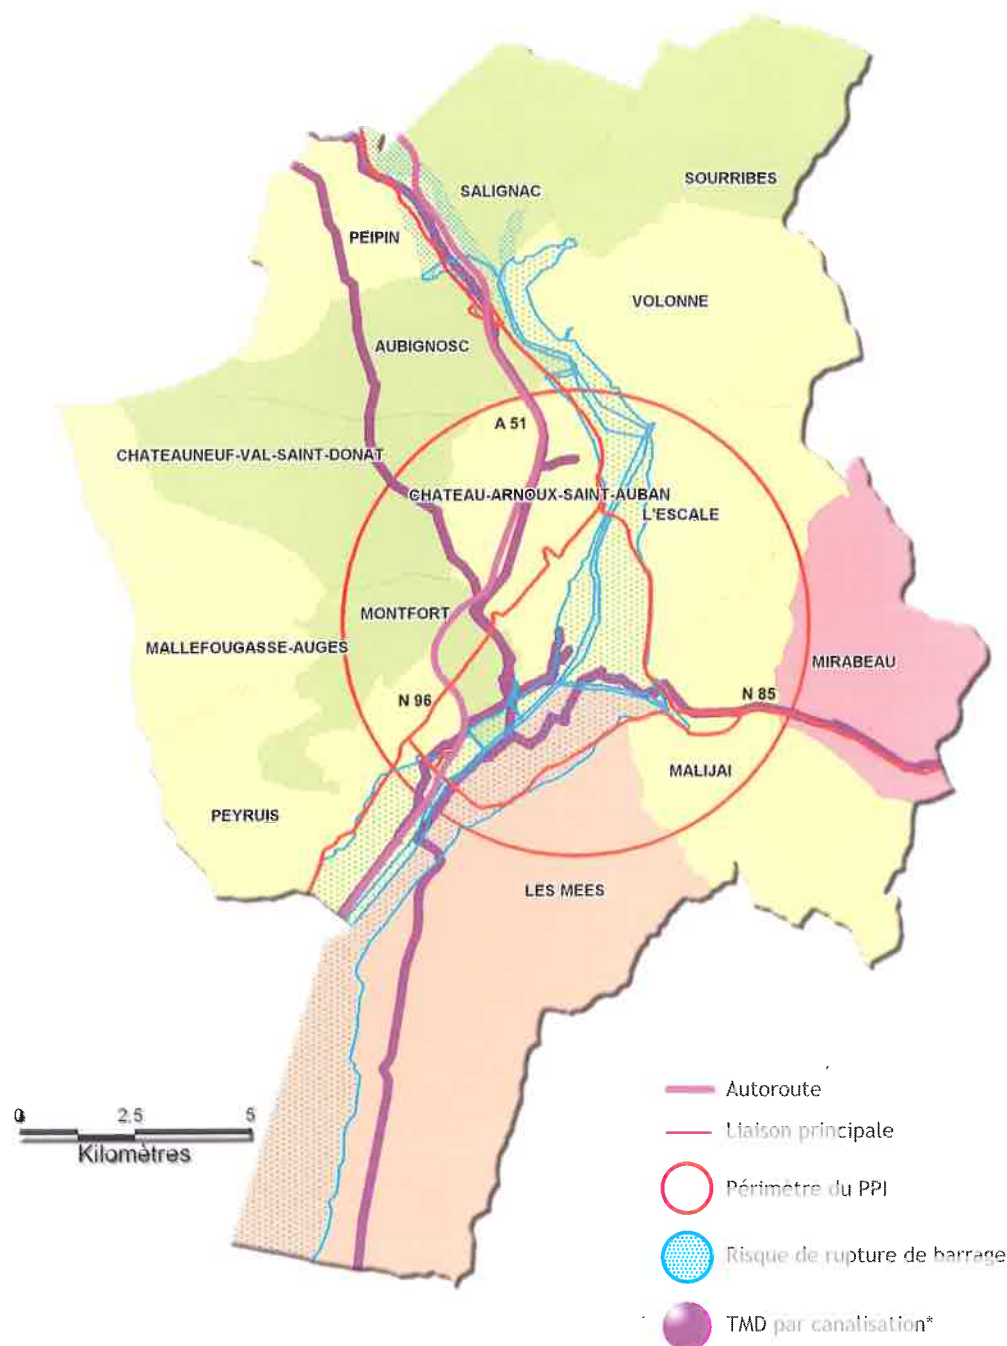 SALIGNAC
SOURRIBES
PEIPIN
VOLONNE
AUBIGNOSC
A 51
CHATEAUNEUF-VAL-SAINT-DONAT
CHATEAU-ARNOUX-SAINT-AUBAN
L'ESCALE
MONTFORT
MALLEFOUGASSE-AUGES
MIRABEAU
N 96
N 85
MALIJAI
PEYRUIS
LES MEES
0 2.5 5
Kilomètres
Autoroute
Liaison principale
Périmètre du PPI
Risque de rupture de barrage
TMD par canalisation*